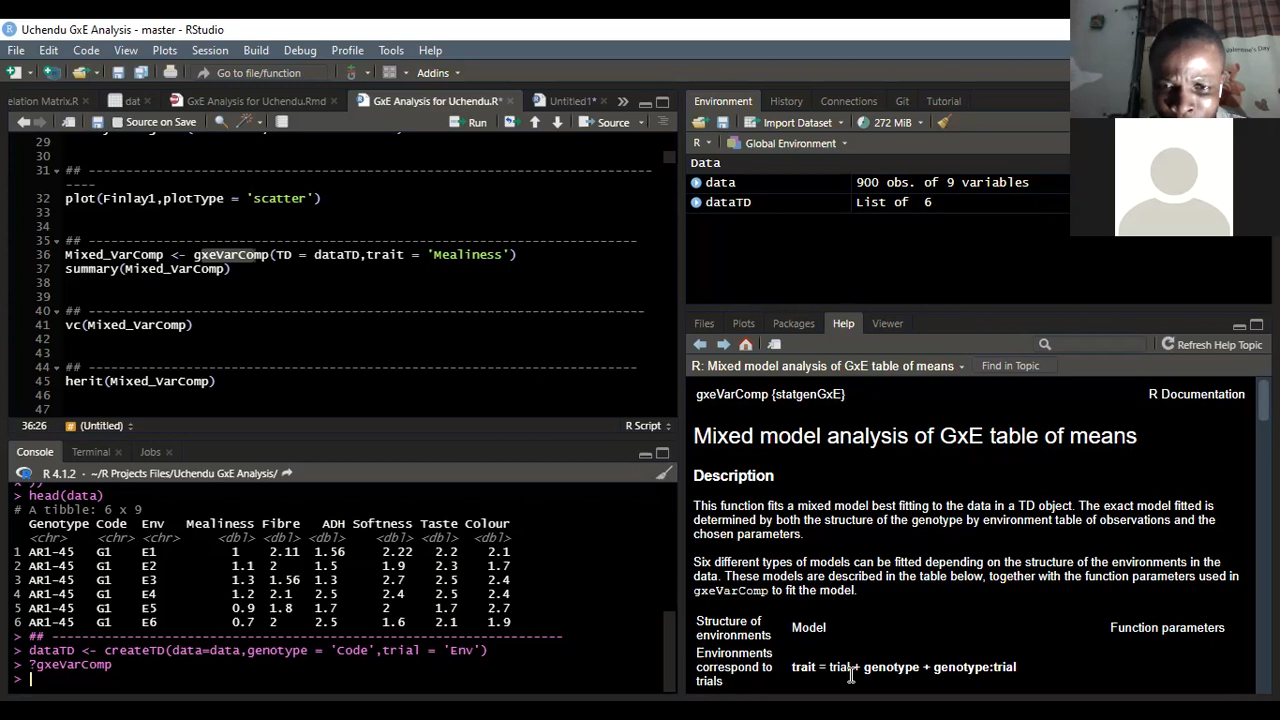 Uchendu GxE Analysis - master - RStudio
File Edit Code View Plots Session Build Debug Profile Tools Help
Go to file/function Addins
elation Matrix.R dat GxE Analysis for Uchendu.Rmd GxE Analysis for Uchendu.R* Untitled1*
Source on Save Run Source
29
30
31 ## ----------------------------------------------------------------------------
----
32 plot(Finlay1,plotType = 'scatter')
33
34
35 ## ---------------------------------------------------------------------------
36 Mixed_VarComp <- gxeVarComp(TD = dataTD,trait = 'Mealiness')
37 summary(Mixed_VarComp)
38
39
40 ## ---------------------------------------------------------------------------
41 vc(Mixed_VarComp)
42
43
44 ## --------------------------------------------------------------------------
45 herit(Mixed_VarComp)
46
47
36:26 (Untitled) R Script
Console Terminal Jobs
R 4.1.2 · ~/R Projects Files/Uchendu GxE Analysis/
> head(data)
# A tibble: 6 x 9
Genotype Code Env Mealiness Fibre ADH Softness Taste Colour
<chr> <chr> <chr> <dbl> <dbl> <dbl> <dbl> <dbl> <dbl>
1 AR1-45 G1 E1 1 2.11 1.56 2.22 2.2 2.1
2 AR1-45 G1 E2 1.1 2 1.5 1.9 2.3 1.7
3 AR1-45 G1 E3 1.3 1.56 1.3 2.7 2.5 2.4
4 AR1-45 G1 E4 1.2 2.1 2.5 2.4 2.5 2.4
5 AR1-45 G1 E5 0.9 1.8 1.7 2 1.7 2.7
6 AR1-45 G1 E6 0.7 2 2.5 1.6 2.1 1.9
> ## ----------------------------------------------------------------------
> dataTD <- createTD(data=data,genotype = 'Code',trial = 'Env')
> ?gxeVarComp
>
Environment History Connections Git Tutorial
Import Dataset 272 MiB
R Global Environment
Data
data 900 obs. of 9 variables
dataTD List of 6
Files Plots Packages Help Viewer
Refresh Help Topic
R: Mixed model analysis of GxE table of means Find in Topic
gxeVarComp {statgenGxE} R Documentation
Mixed model analysis of GxE table of means
Description
This function fits a mixed model best fitting to the data in a TD object. The exact model fitted is
determined by both the structure of the genotype by environment table of observations and the
chosen parameters.
Six different types of models can be fitted depending on the structure of the environments in the
data. These models are described in the table below, together with the function parameters used in
gxeVarComp to fit the model.
Structure of
environments Model Function parameters
Environments
correspond to
trials trait = trial + genotype + genotype:trial